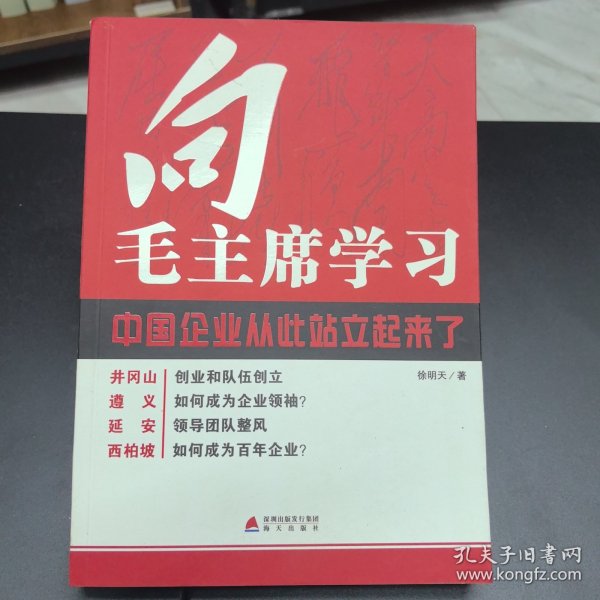 向
毛主席学习
中国企业从此站立起来了
徐明天/著
井冈山 创业和队伍创立
遵义 如何成为企业领袖?
延安 领导团队整风
西柏坡 如何成为百年企业?
深圳出版发行集团
海天出版社
孔夫子旧书网
www.kongfz.com